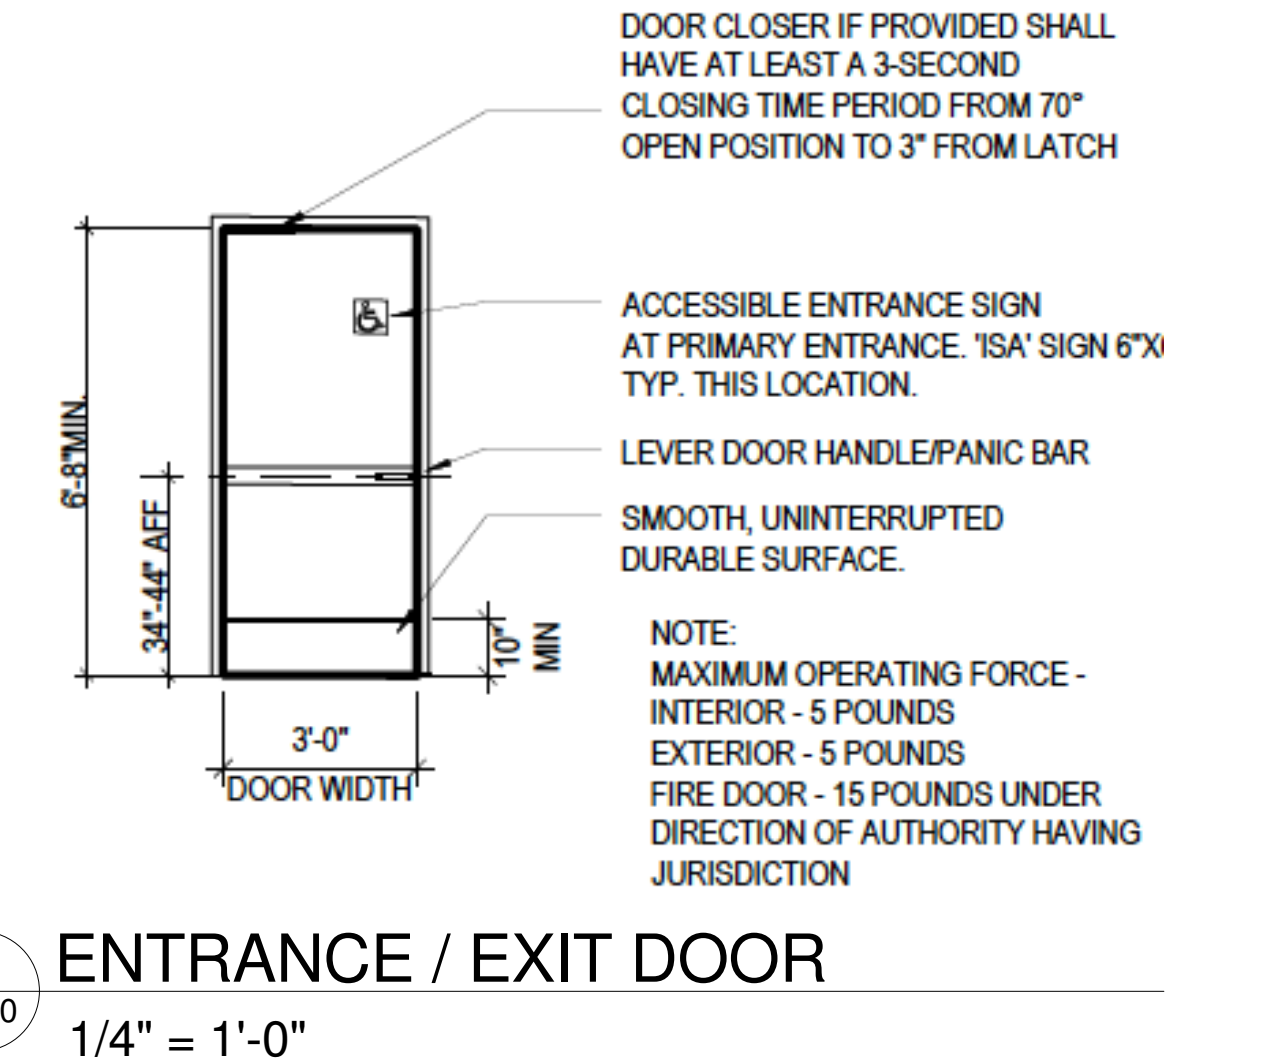 DOOR CLOSER IF PROVIDED SHALL
HAVE AT LEAST A 3-SECOND
CLOSING TIME PERIOD FROM 70°
OPEN POSITION TO 3" FROM LATCH
ACCESSIBLE ENTRANCE SIGN
AT PRIMARY ENTRANCE. 'ISA' SIGN 6"X
TYP. THIS LOCATION.
6'-8"MIN.
LEVER DOOR HANDLE/PANIC BAR
34"-44" AFF
SMOOTH, UNINTERRUPTED
DURABLE SURFACE.
10"
MIN
NOTE:
MAXIMUM OPERATING FORCE -
INTERIOR - 5 POUNDS
EXTERIOR - 5 POUNDS
FIRE DOOR - 15 POUNDS UNDER
DIRECTION OF AUTHORITY HAVING
JURISDICTION
3'-0"
DOOR WIDTH
ENTRANCE / EXIT DOOR
0
1/4" = 1'-0"